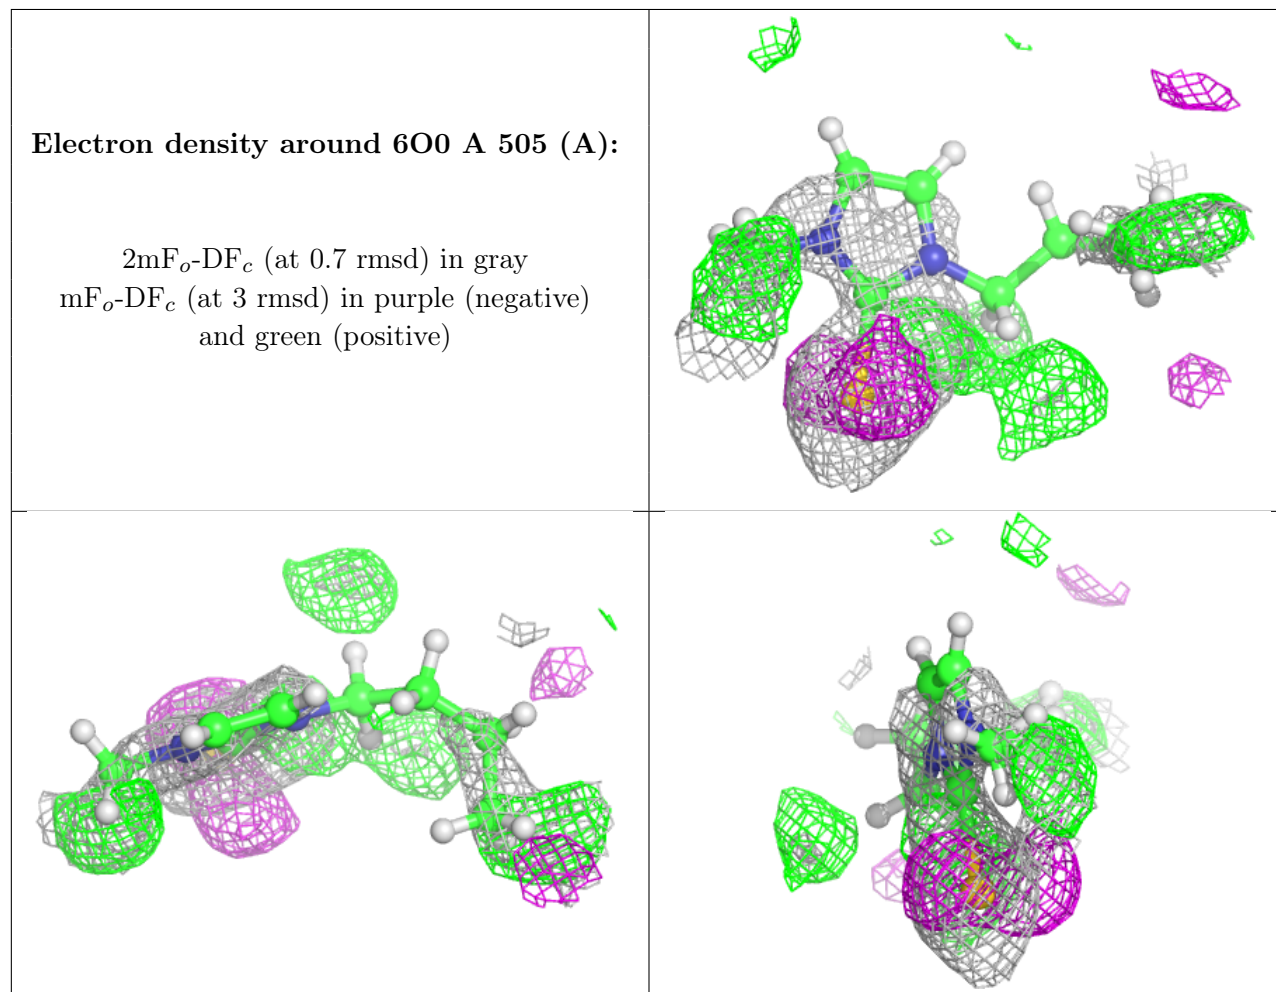 Electron density around 6O0 A 505 (A):
2mFo-DFc (at 0.7 rmsd) in gray
mFo-DFc (at 3 rmsd) in purple (negative)
and green (positive)